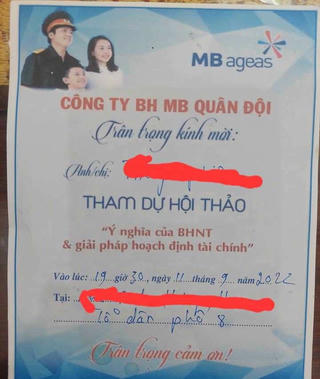 MB ageas
CÔNG TY BH MB QUÂN ĐỘI
Trân trọng kính mời:
Anh/chị:
THAM DỰ HỘI THẢO
“Ý nghĩa của BHNT
& giải pháp hoạch định tài chính”
Vào lúc: 19 giờ 30, ngày 11 tháng 9 năm 2022
Tại:
Tổ dân phố 8
Trân trọng cảm ơn!